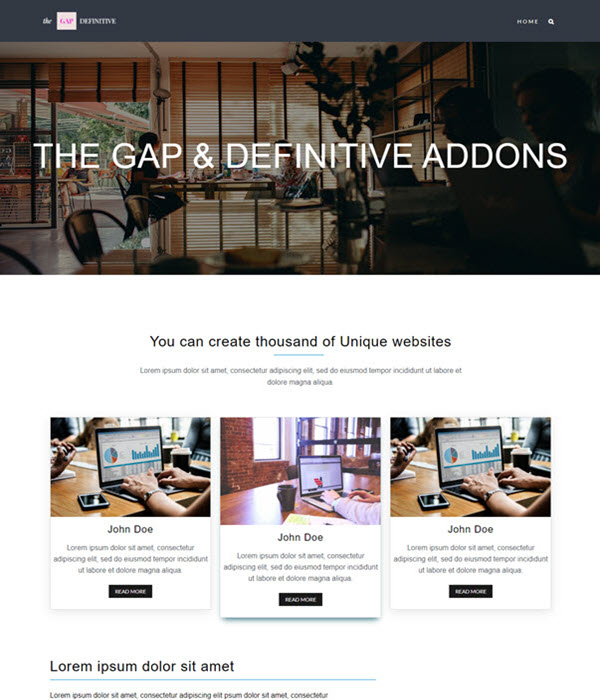 the GAP DEFINITIVE
HOME
THE GAP & DEFINITIVE ADDONS
You can create thousand of Unique websites
Lorem ipsum dolor sit amet, consectetur adipiscing elit, sed do eiusmod tempor incididunt ut labore et
dolore magna aliqua.
John Doe
Lorem ipsum dolor sit amet, consectetur
adipiscing elit, sed do eiusmod tempor incididunt
ut labore et dolore magna aliqua.
READ MORE
John Doe
Lorem ipsum dolor sit amet, consectetur
adipiscing elit, sed do eiusmod tempor incididunt
ut labore et dolore magna aliqua.
READ MORE
John Doe
Lorem ipsum dolor sit amet, consectetur
adipiscing elit, sed do eiusmod tempor incididunt
ut labore et dolore magna aliqua.
READ MORE
Lorem ipsum dolor sit amet
Lorem ipsum dolor sit amet, consectetur adipiscing elit psum dolor sit amet, consectetur